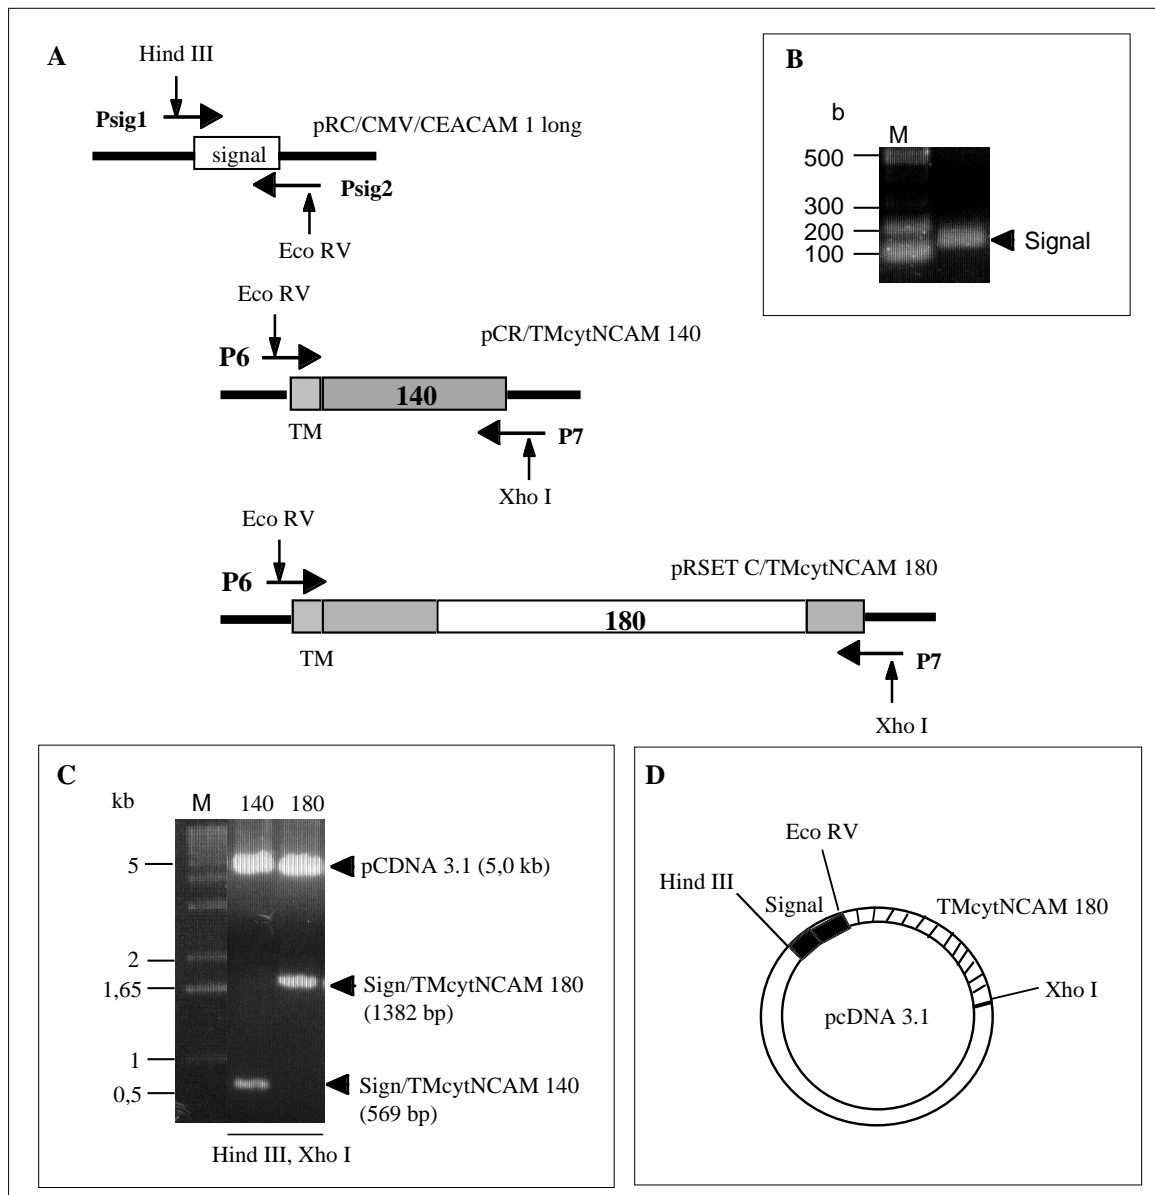 A
Hind III
Psig1
pRC/CMV/CEACAM 1 long
signal
Psig2
Eco RV
Eco RV
pCR/TMcytNCAM 140
P6
140
TM
P7
Xho I
Eco RV
pRSET C/TMcytNCAM 180
P6
180
TM
P7
Xho I
B
b
M
500
300
200
100
Signal
C
kb
M 140 180
5
pCDNA 3.1 (5,0 kb)
2
1,65
Sign/TMcytNCAM 180
(1382 bp)
1
0,5
Sign/TMcytNCAM 140
(569 bp)
Hind III, Xho I
D
Eco RV
Hind III
Signal
TMcytNCAM 180
Xho I
pcDNA 3.1